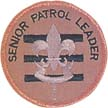 SENIOR PATROL LEADER